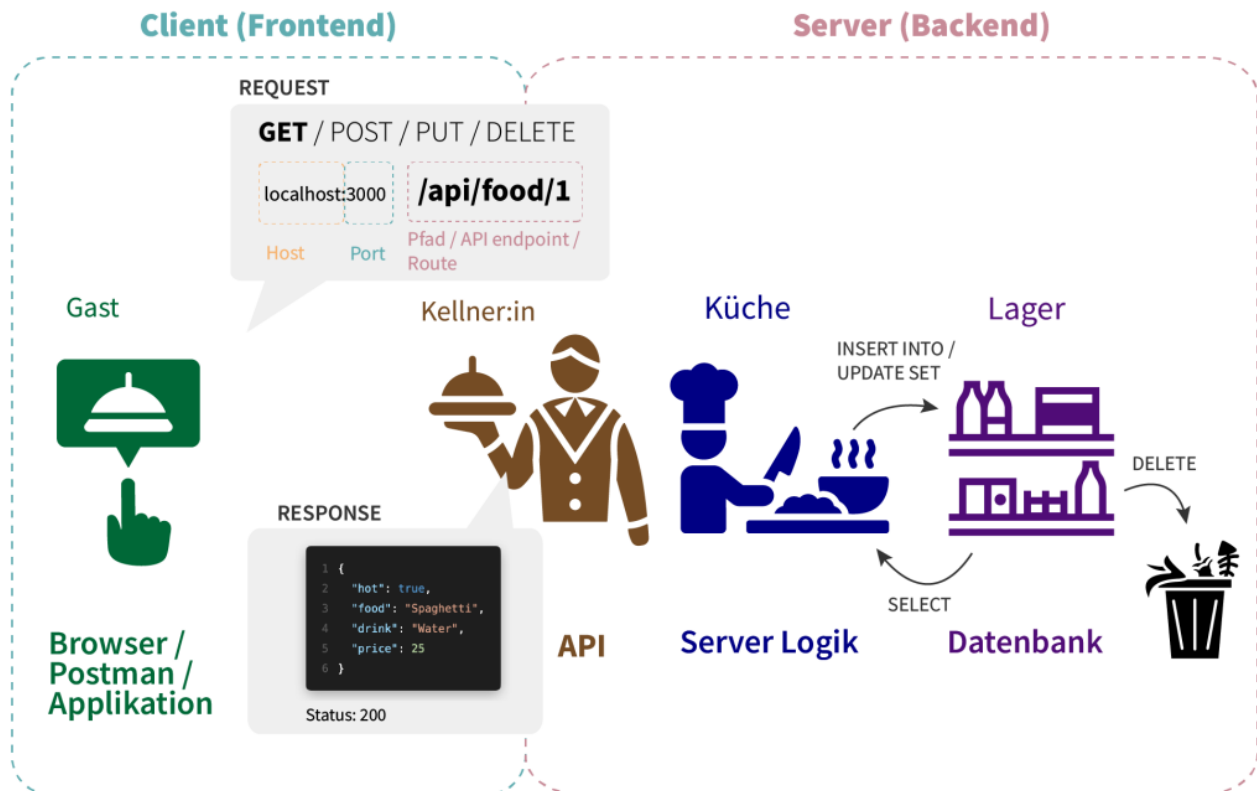 Client (Frontend)
Server (Backend)
REQUEST
GET / POST / PUT / DELETE
localhost:3000
/api/food/1
Host
Port
Pfad / API endpoint /
Route
Gast
Kellner:in
Küche
Lager
INSERT INTO /
UPDATE SET
DELETE
SELECT
RESPONSE
1 {
2 "hot": true,
3 "food": "Spaghetti",
4 "drink": "Water",
5 "price": 25
6 }
Status: 200
Browser /
Postman /
Applikation
API
Server Logik
Datenbank